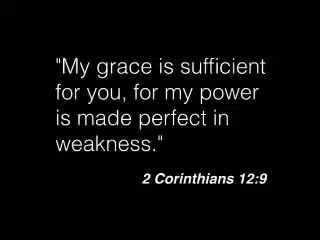 "My grace is sufficient
for you, for my power
is made perfect in
weakness."
2 Corinthians 12:9